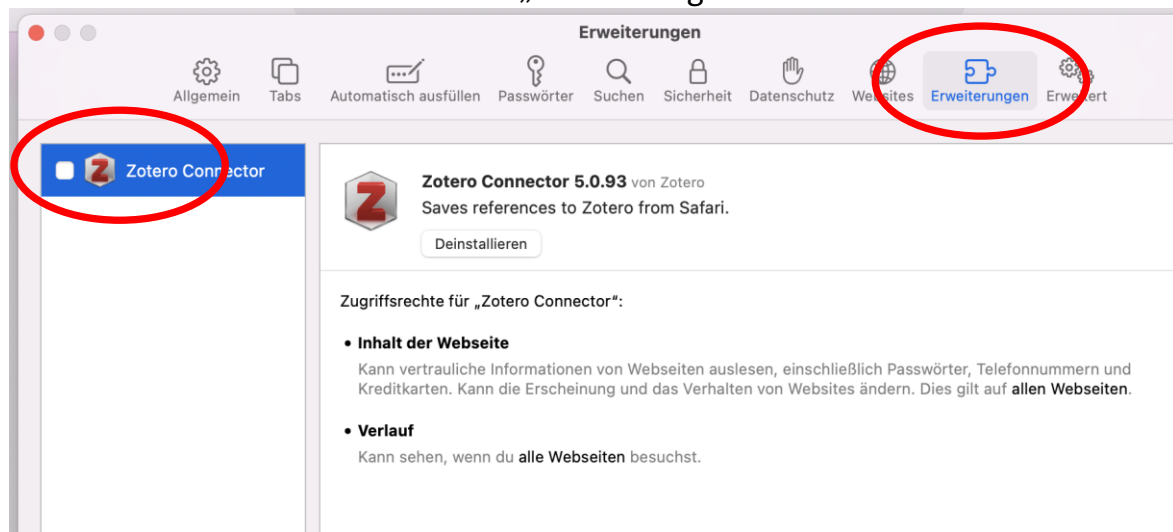 Erweiterungen
Allgemein Tabs Automatisch ausfüllen Passwörter Suchen Sicherheit Datenschutz Websites Erweiterungen Erweitert
Zotero Connector
Zotero Connector 5.0.93 von Zotero
Saves references to Zotero from Safari.
Deinstallieren
Zugriffsrechte für „Zotero Connector“:
• Inhalt der Webseite
Kann vertrauliche Informationen von Webseiten auslesen, einschließlich Passwörter, Telefonnummern und
Kreditkarten. Kann die Erscheinung und das Verhalten von Websites ändern. Dies gilt auf allen Webseiten.
• Verlauf
Kann sehen, wenn du alle Webseiten besuchst.